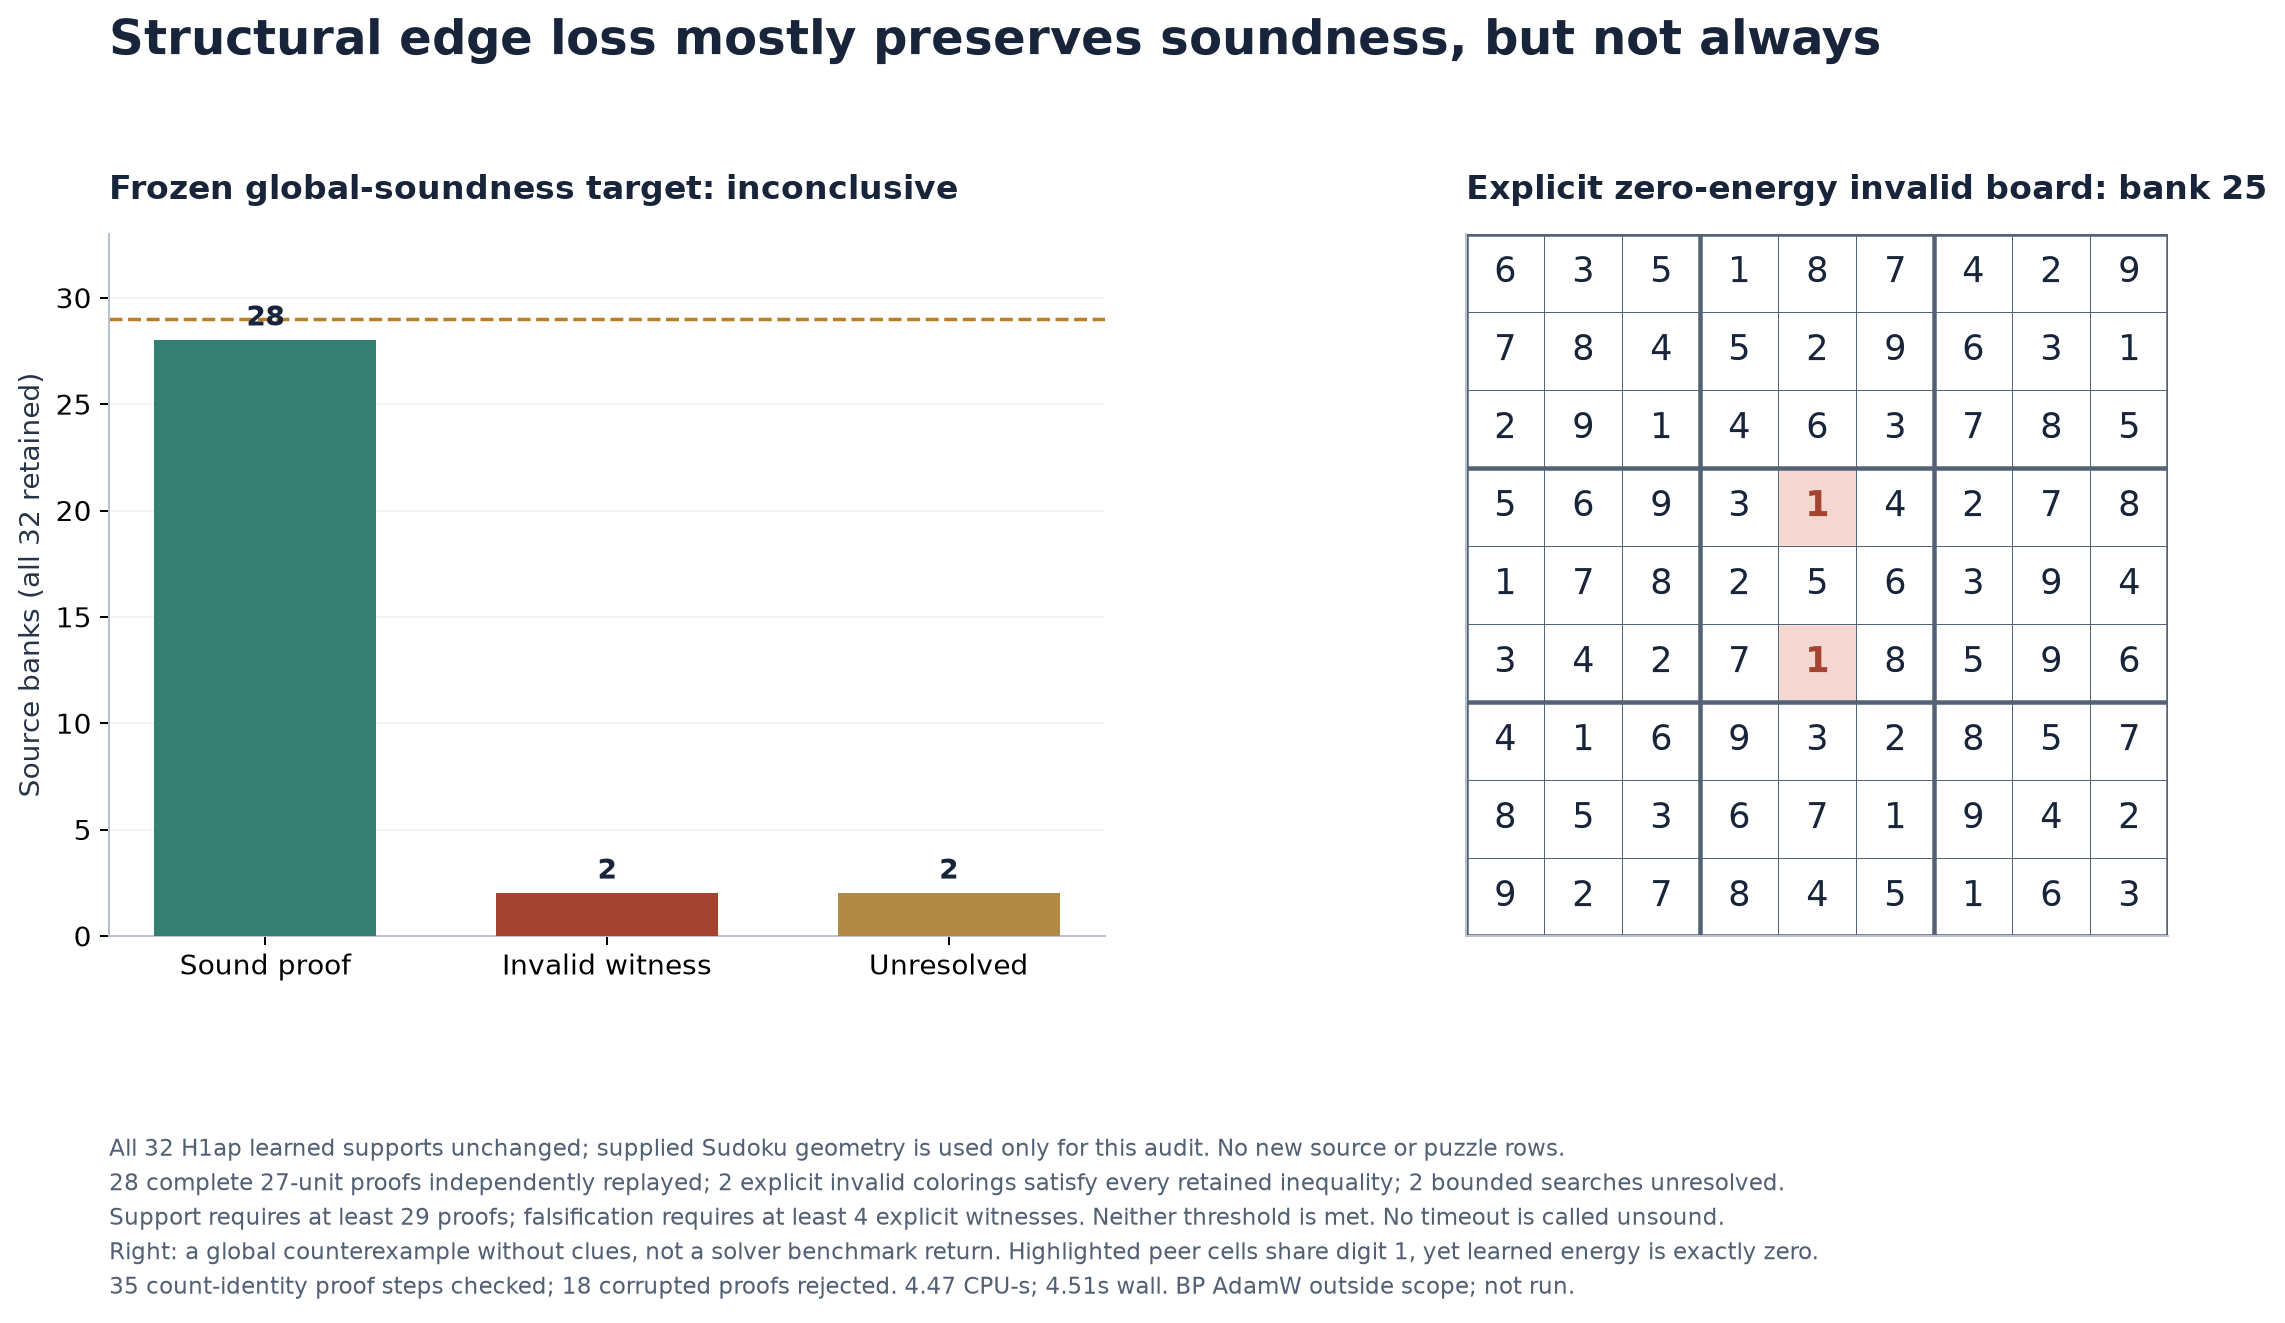 Structural edge loss mostly preserves soundness, but not always
Frozen global-soundness target: inconclusive
Source banks (all 32 retained)
30
25
20
15
10
5
0
28
2
2
Sound proof
Invalid witness
Unresolved
Explicit zero-energy invalid board: bank 25
6 3 5 1 8 7 4 2 9
7 8 4 5 2 9 6 3 1
2 9 1 4 6 3 7 8 5
5 6 9 3 1 4 2 7 8
1 7 8 2 5 6 3 9 4
3 4 2 7 1 8 5 9 6
4 1 6 9 3 2 8 5 7
8 5 3 6 7 1 9 4 2
9 2 7 8 4 5 1 6 3
All 32 H1ap learned supports unchanged; supplied Sudoku geometry is used only for this audit. No new source or puzzle rows.
28 complete 27-unit proofs independently replayed; 2 explicit invalid colorings satisfy every retained inequality; 2 bounded searches unresolved.
Support requires at least 29 proofs; falsification requires at least 4 explicit witnesses. Neither threshold is met. No timeout is called unsound.
Right: a global counterexample without clues, not a solver benchmark return. Highlighted peer cells share digit 1, yet learned energy is exactly zero.
35 count-identity proof steps checked; 18 corrupted proofs rejected. 4.47 CPU-s; 4.51s wall. BP AdamW outside scope; not run.